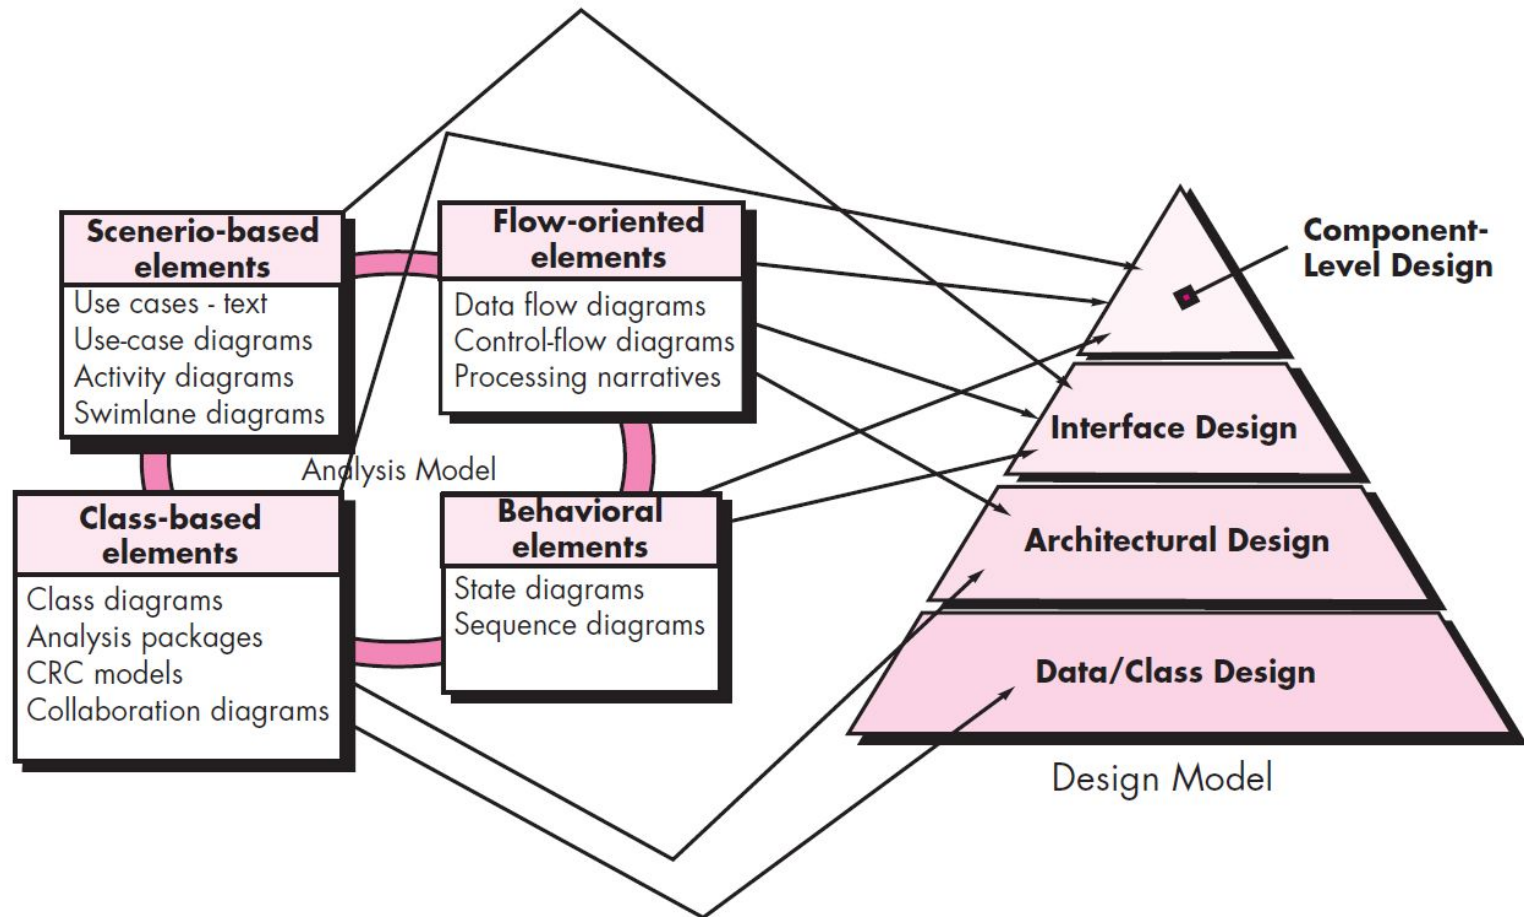 Scenerio-based
elements
Use cases - text
Use-case diagrams
Activity diagrams
Swimlane diagrams
Flow-oriented
elements
Data flow diagrams
Control-flow diagrams
Processing narratives
Analysis Model
Class-based
elements
Class diagrams
Analysis packages
CRC models
Collaboration diagrams
Behavioral
elements
State diagrams
Sequence diagrams
Component-
Level Design
Interface Design
Architectural Design
Data/Class Design
Design Model